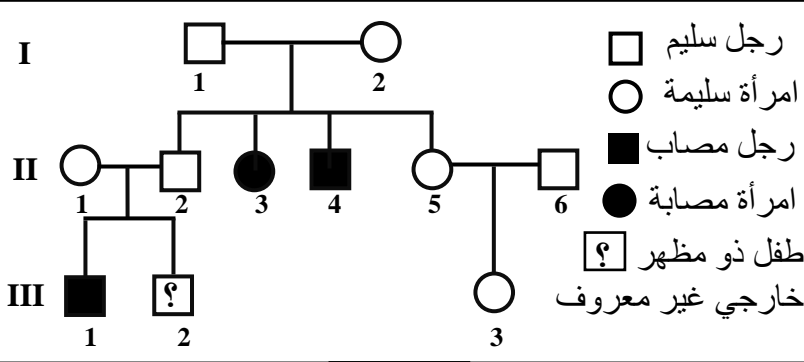 I
1 2
رجل سليم
امرأة سليمة
رجل مصاب
II
1 2 3 4 5 6
امرأة مصابة
طفل ذو مظهر ؟
خارجي غير معروف
III
؟
1 2 3